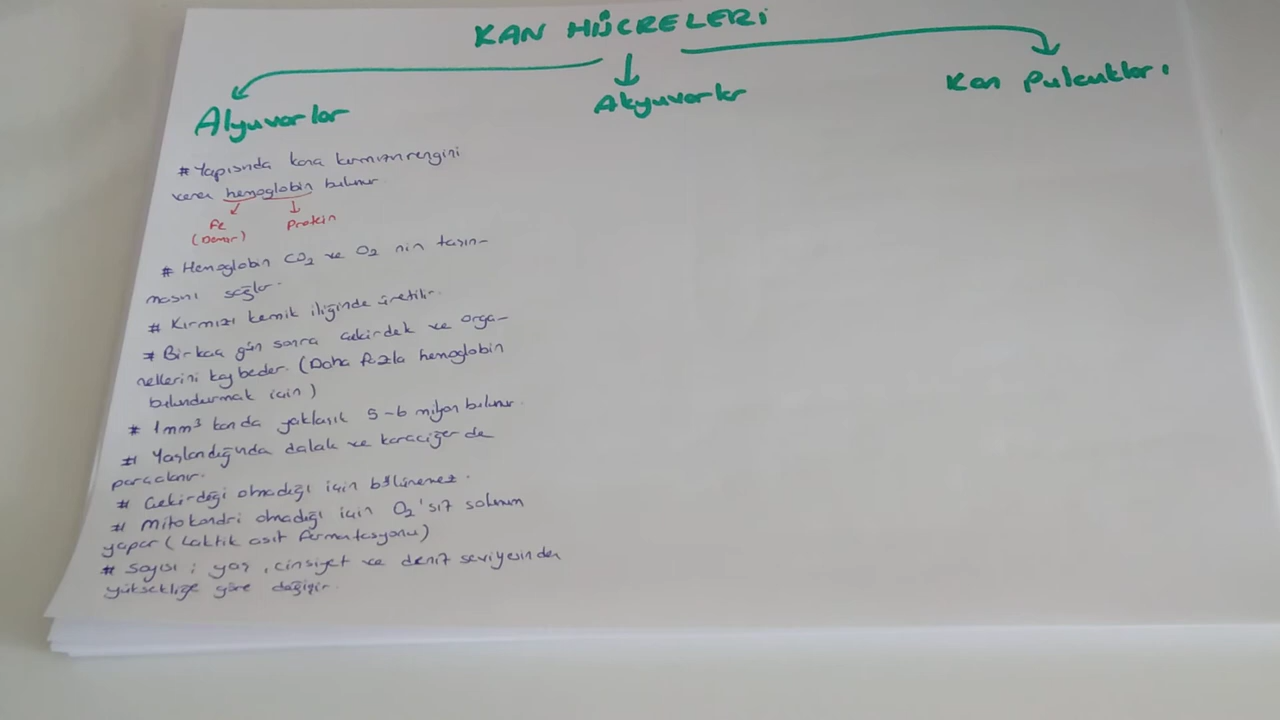 KAN HÜCRELERİ
Alyuvarlar
Akyuvarlar
Kan Pulcukları
# Yapısında kana kırmızı rengini
veren hemoglobin bulunur.
Fe
(Demir)
Protein
# Hemoglobin CO2 ve O2 nin taşın-
masını sağlar.
# Kırmızı kemik iliğinde üretilir.
# Birkaç gün sonra çekirdek ve orga-
nellerini kaybeder. (Daha fazla hemoglobin
bulundurmak için)
# 1mm³ kanda yaklaşık 5-6 milyon bulunur.
# Yaşlandığında dalak ve karaciğer de
parçalanır.
# Çekirdeği olmadığı için bölünemez.
# Mitokondri olmadığı için O2'siz solunum
yapar (Laktik asit fermantasyonu)
# Sayısı; yaş, cinsiyet ve deniz seviyesinden
yüksekliğe göre değişir.